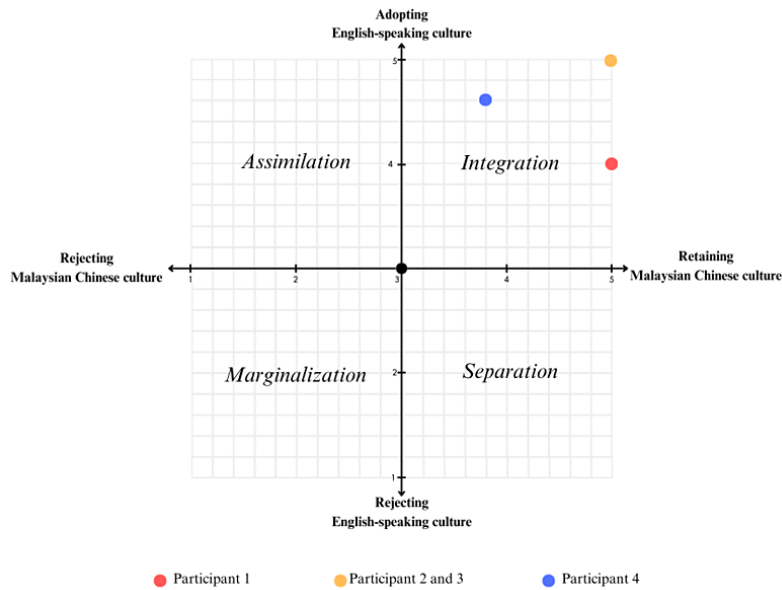 Adopting
English-speaking culture
5
Assimilation
4
Integration
Rejecting
Malaysian Chinese culture
1
2
3
4
5
Retaining
Malaysian Chinese culture
Marginalization
2
Separation
1
Rejecting
English-speaking culture
Participant 1
Participant 2 and 3
Participant 4